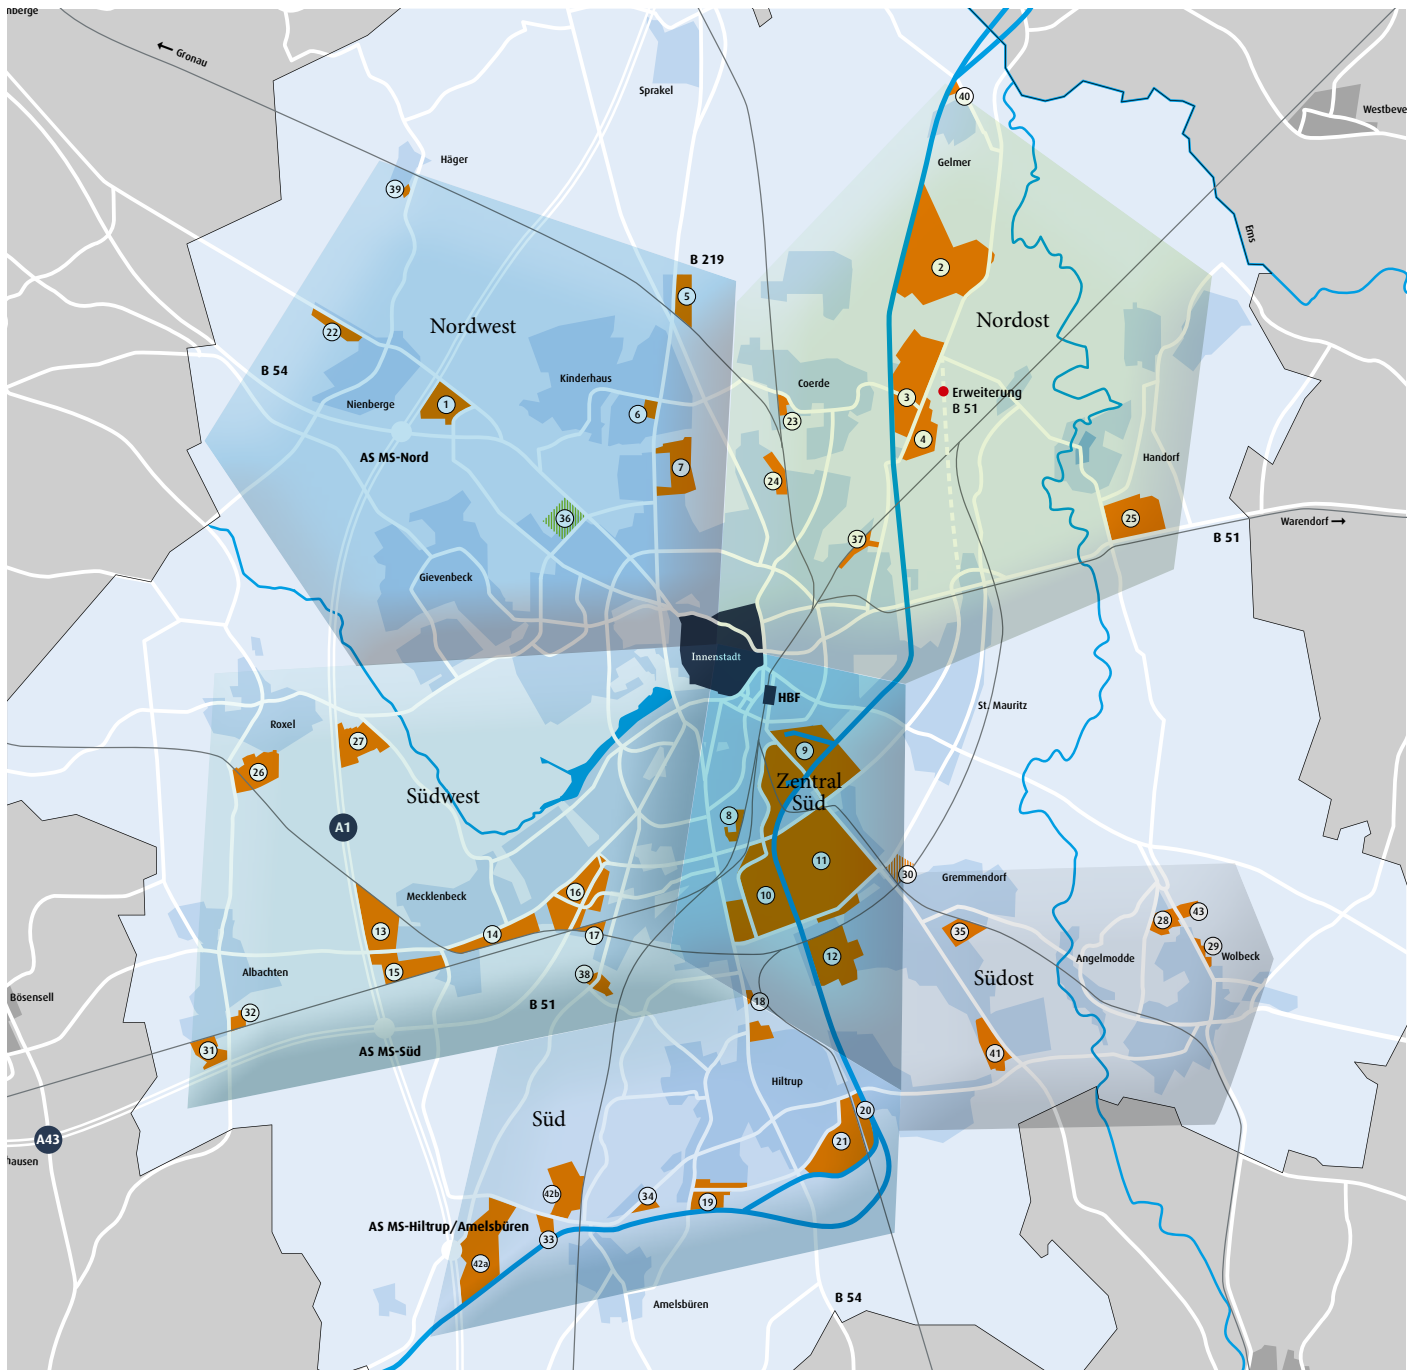 nberge
← Gronau
Sprakel
40
Westbeve
Gelmer
Häger
39
Ems
B 219
2
5
22
Nordwest
Nordost
B 54
Kinderhaus
Coerde
Erweiterung
B 51
1
Nienberge
6
23
3
4
AS MS-Nord
7
24
Handorf
36
25
Warendorf →
B 51
37
Gievenbeck
Innenstadt
HBF
St. Mauritz
Roxel
27
9
26
Zentral
Süd
Südwest
A1
8
11
30
Gremmendorf
Mecklenbeck
16
10
28
43
13
14
17
35
29
Wolbeck
Angelmodde
12
15
38
Albachten
Südost
Bösensell
B 51
18
32
31
AS MS-Süd
41
Hiltrup
20
Süd
A43
21
hausen
42b
34
19
AS MS-Hiltrup/Amelsbüren
33
42a
Amelsbüren
B 54